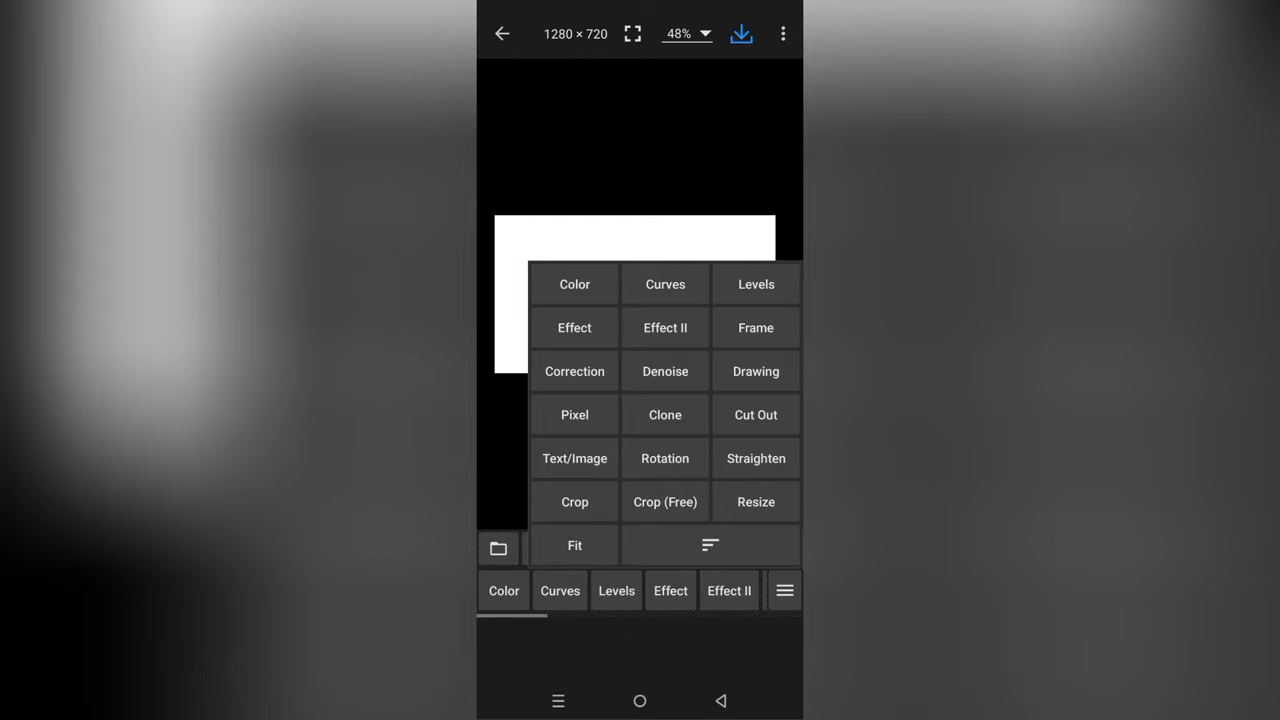 1280 × 720 48%
Color Curves Levels
Effect Effect II Frame
Correction Denoise Drawing
Pixel Clone Cut Out
Text/Image Rotation Straighten
Crop Crop (Free) Resize
Fit
Color Curves Levels Effect Effect II